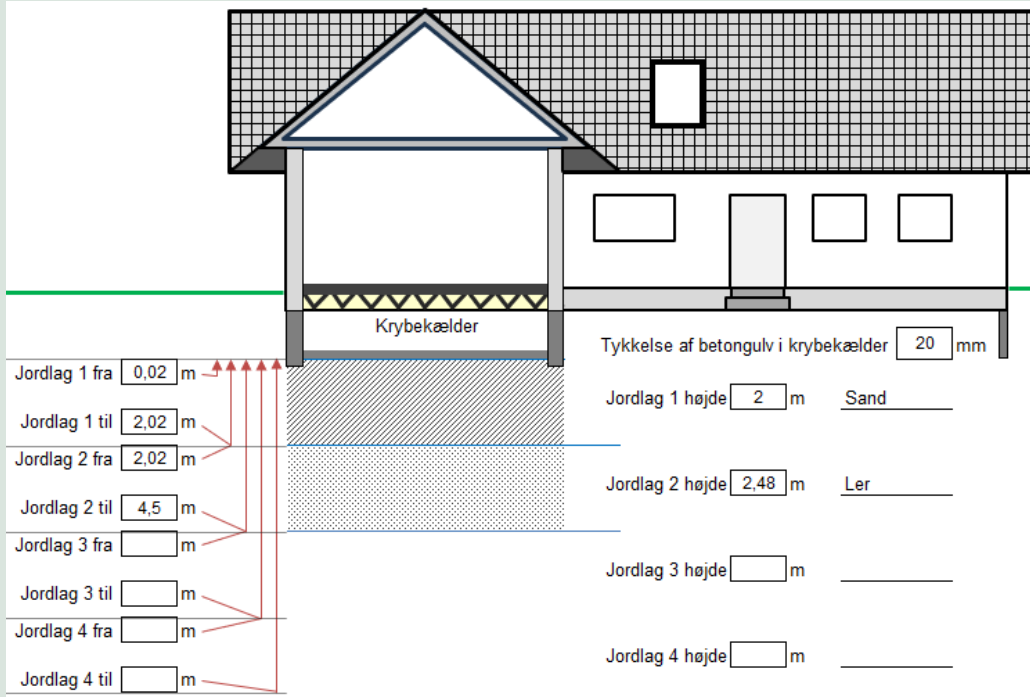 Krybekælder
Tykkelse af betongulv i krybekælder 20 mm
Jordlag 1 fra 0,02 m
Jordlag 1 højde 2 m Sand
Jordlag 1 til 2,02 m
Jordlag 2 fra 2,02 m
Jordlag 2 højde 2,48 m Ler
Jordlag 2 til 4,5 m
Jordlag 3 fra m
Jordlag 3 højde m
Jordlag 3 til m
Jordlag 4 fra m
Jordlag 4 højde m
Jordlag 4 til m